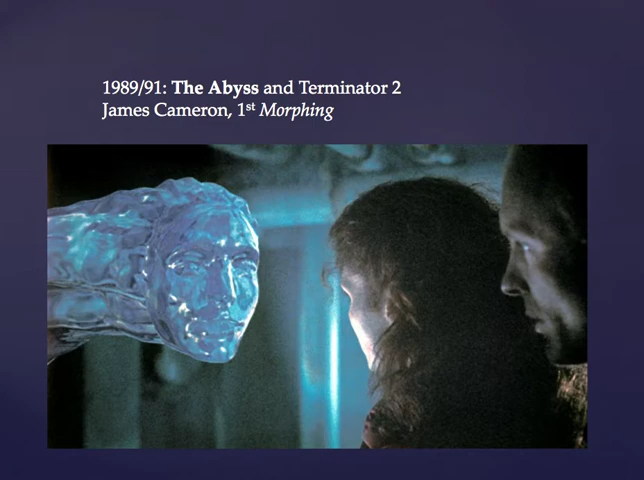 1989/91: The Abyss and Terminator 2
James Cameron, 1st Morphing